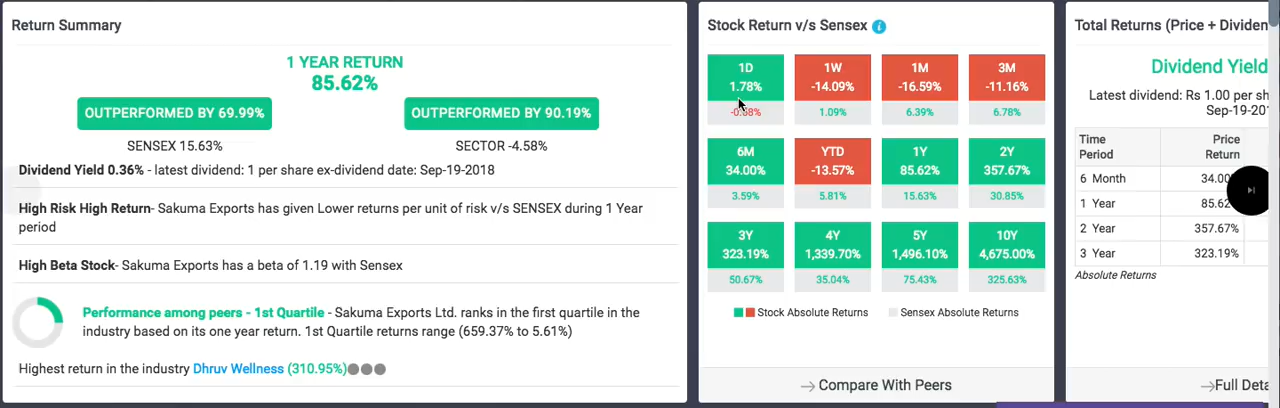 Return Summary
1 YEAR RETURN
85.62%
OUTPERFORMED BY 69.99%
OUTPERFORMED BY 90.19%
SENSEX 15.63%
SECTOR -4.58%
Dividend Yield 0.36% - latest dividend: 1 per share ex-dividend date: Sep-19-2018
High Risk High Return- Sakuma Exports has given Lower returns per unit of risk v/s SENSEX during 1 Year
period
High Beta Stock- Sakuma Exports has a beta of 1.19 with Sensex
Performance among peers - 1st Quartile - Sakuma Exports Ltd. ranks in the first quartile in the
industry based on its one year return. 1st Quartile returns range (659.37% to 5.61%)
Highest return in the industry Dhruv Wellness (310.95%)
Stock Return v/s Sensex
1D 1W 1M 3M
1.78% -14.09% -16.59% -11.16%
1.09% 6.39% 6.78%
6M YTD 1Y 2Y
34.00% -13.57% 85.62% 357.67%
3.59% 5.81% 15.63% 30.85%
3Y 4Y 5Y 10Y
323.19% 1,339.70% 1,496.10% 4,675.00%
50.67% 35.04% 75.43% 325.63%
Stock Absolute Returns Sensex Absolute Returns
Compare With Peers
Total Returns (Price + Dividen
Dividend Yield
Latest dividend: Rs 1.00 per sh
Sep-19-201
Time Price
Period Return
6 Month 34.00
1 Year 85.62
2 Year 357.67%
3 Year 323.19%
Absolute Returns
Full Deta